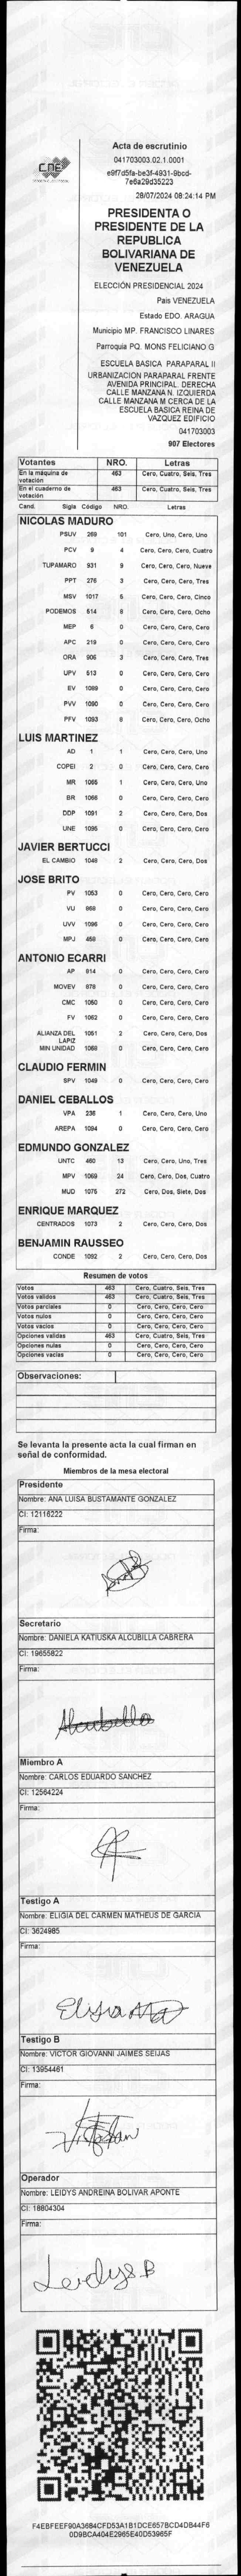 CNE
Acta de escrutinio
041703003.02.1.0001
e9f7d5fa-be3f-4931-9bcd-
7e6a29d35223
28/07/2024 08:24:14 PM
PRESIDENTA O
PRESIDENTE DE LA
REPUBLICA
BOLIVARIANA DE
VENEZUELA
ELECCIÓN PRESIDENCIAL 2024
Pais VENEZUELA
Estado EDO. ARAGUA
Municipio MP. FRANCISCO LINARES
Parroquia PQ. MONS FELICIANO G
ESCUELA BASICA PARAPARAL II
URBANIZACION PARAPARAL FRENTE
AVENIDA PRINCIPAL. DERECHA
CALLE MANZANA N. IZQUIERDA
CALLE MANZANA M CERCA DE LA
ESCUELA BASICA REINA DE
VAZQUEZ EDIFICIO
041703003
907 Electores
Votantes NRO. Letras
En la máquina de votación 463 Cero, Cuatro, Seis, Tres
En el cuaderno de votación 463 Cero, Cuatro, Seis, Tres
Cand. Sigla Código NRO. Letras
NICOLAS MADURO
PSUV 269 101 Cero, Uno, Cero, Uno
PCV 9 4 Cero, Cero, Cero, Cuatro
TUPAMARO 931 9 Cero, Cero, Cero, Nueve
PPT 276 3 Cero, Cero, Cero, Tres
MSV 1017 5 Cero, Cero, Cero, Cinco
PODEMOS 514 8 Cero, Cero, Cero, Ocho
MEP 6 0 Cero, Cero, Cero, Cero
APC 219 0 Cero, Cero, Cero, Cero
ORA 906 3 Cero, Cero, Cero, Tres
UPV 513 0 Cero, Cero, Cero, Cero
EV 1089 0 Cero, Cero, Cero, Cero
PVV 1090 0 Cero, Cero, Cero, Cero
PFV 1093 8 Cero, Cero, Cero, Ocho
LUIS MARTINEZ
AD 1 1 Cero, Cero, Cero, Uno
COPEI 2 0 Cero, Cero, Cero, Cero
MR 1065 1 Cero, Cero, Cero, Uno
BR 1066 0 Cero, Cero, Cero, Cero
DDP 1091 2 Cero, Cero, Cero, Dos
UNE 1095 0 Cero, Cero, Cero, Cero
JAVIER BERTUCCI
EL CAMBIO 1048 2 Cero, Cero, Cero, Dos
JOSE BRITO
PV 1053 0 Cero, Cero, Cero, Cero
VU 868 0 Cero, Cero, Cero, Cero
UVV 1096 0 Cero, Cero, Cero, Cero
MPJ 458 0 Cero, Cero, Cero, Cero
ANTONIO ECARRI
AP 914 0 Cero, Cero, Cero, Cero
MOVEV 878 0 Cero, Cero, Cero, Cero
CMC 1050 0 Cero, Cero, Cero, Cero
FV 1062 0 Cero, Cero, Cero, Cero
ALIANZA DEL LAPIZ 1051 2 Cero, Cero, Cero, Dos
MIN UNIDAD 1068 0 Cero, Cero, Cero, Cero
CLAUDIO FERMIN
SPV 1049 0 Cero, Cero, Cero, Cero
DANIEL CEBALLOS
VPA 236 1 Cero, Cero, Cero, Uno
AREPA 1094 0 Cero, Cero, Cero, Cero
EDMUNDO GONZALEZ
UNTC 460 13 Cero, Cero, Uno, Tres
MPV 1069 24 Cero, Cero, Dos, Cuatro
MUD 1075 272 Cero, Dos, Siete, Dos
ENRIQUE MARQUEZ
CENTRADOS 1073 2 Cero, Cero, Cero, Dos
BENJAMIN RAUSSEO
CONDE 1092 2 Cero, Cero, Cero, Dos
Resumen de votos
Votos 463 Cero, Cuatro, Seis, Tres
Votos validos 463 Cero, Cuatro, Seis, Tres
Votos parciales 0 Cero, Cero, Cero, Cero
Votos nulos 0 Cero, Cero, Cero, Cero
Votos vacios 0 Cero, Cero, Cero, Cero
Opciones validas 463 Cero, Cuatro, Seis, Tres
Opciones nulas 0 Cero, Cero, Cero, Cero
Opciones vacias 0 Cero, Cero, Cero, Cero
Observaciones:
Se levanta la presente acta la cual firman en
señal de conformidad.
Miembros de la mesa electoral
Presidente
Nombre: ANA LUISA BUSTAMANTE GONZALEZ
CI: 12116222
Firma:
Secretario
Nombre: DANIELA KATIUSKA ALCUBILLA CABRERA
CI: 19655822
Firma:
Alcubilla
Miembro A
Nombre: CARLOS EDUARDO SANCHEZ
CI: 12564224
Firma:
Testigo A
Nombre: ELIGIA DEL CARMEN MATHEUS DE GARCIA
CI: 3624985
Firma:
Testigo B
Nombre: VICTOR GIOVANNI JAIMES SEIJAS
CI: 13954461
Firma:
Operador
Nombre: LEIDYS ANDREINA BOLIVAR APONTE
CI: 18804304
Firma:
Leidys B
F4EBFEEF90A3684CFD53A1B1DCE657BCD4DB44F6
0D9BCA404E2965E40D53965F